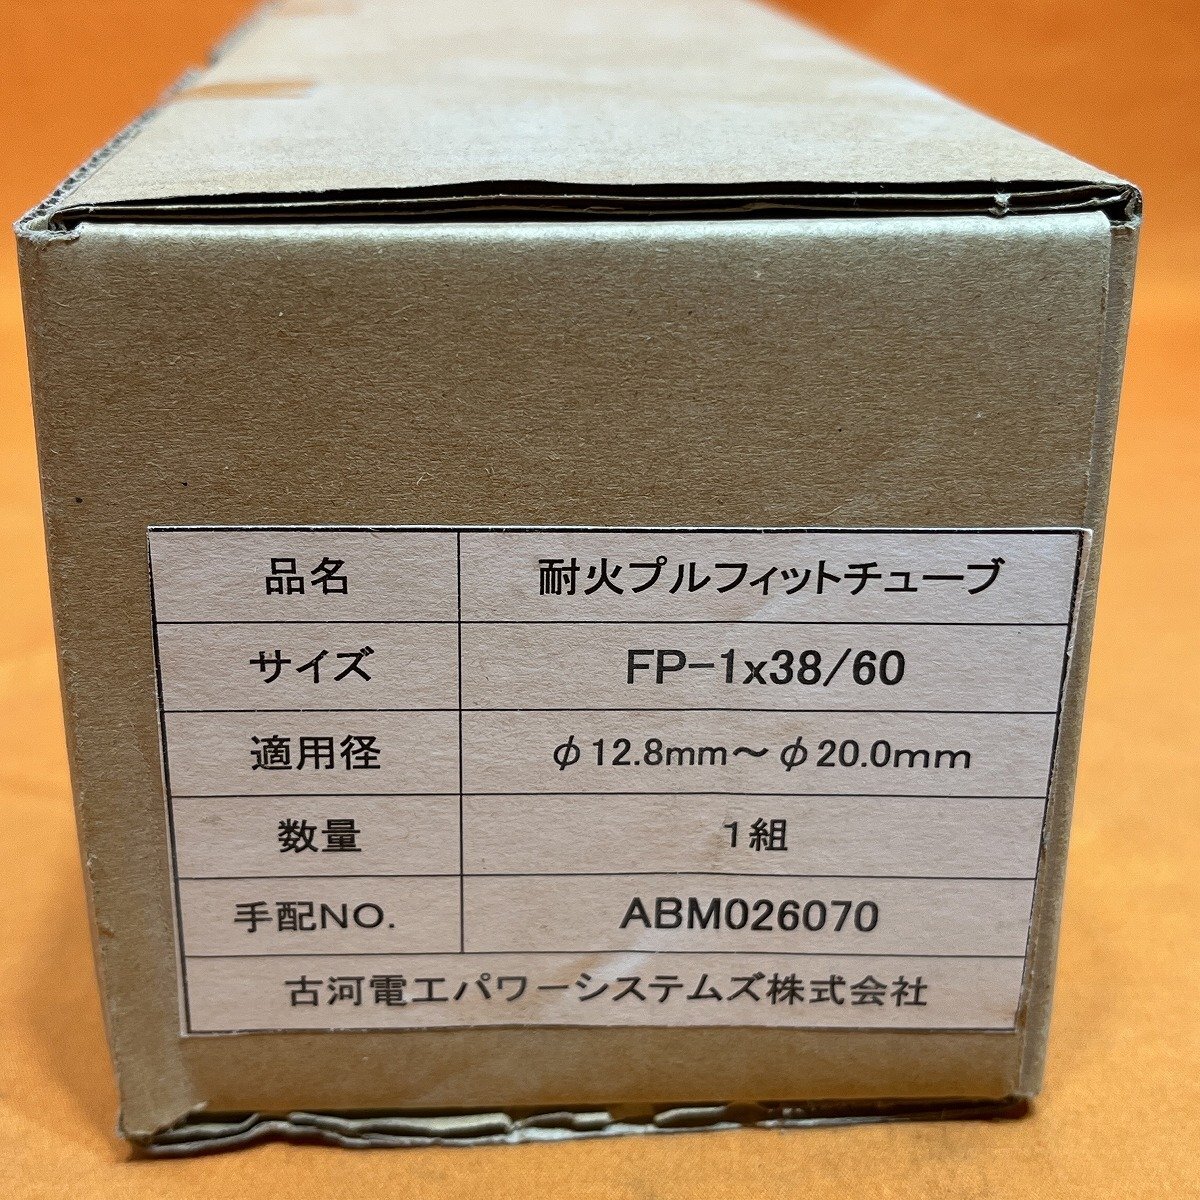 品名 耐火プルフィットチューブ
サイズ FP-1x38/60
適用径 φ12.8mm～φ20.0mm
数量 1組
手配NO. ABM026070
古河電工パワーシステムズ株式会社